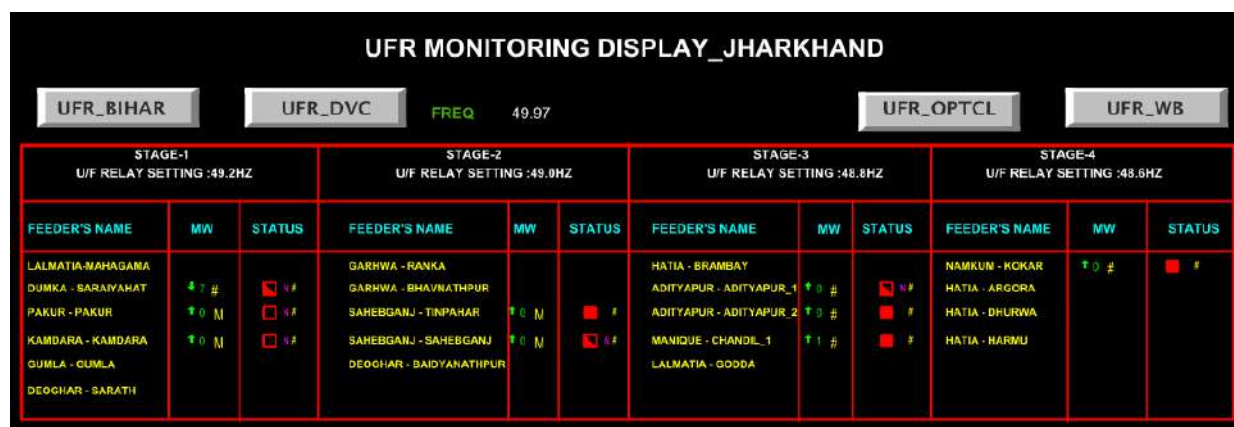 UFR MONITORING DISPLAY_JHARKHAND
UFR_BIHAR UFR_DVC FREQ 49.97 UFR_OPTCL UFR_WB
STAGE-1 STAGE-2 STAGE-3 STAGE-4
U/F RELAY SETTING :49.2HZ U/F RELAY SETTING :49.0HZ U/F RELAY SETTING :48.8HZ U/F RELAY SETTING :48.6HZ
FEEDER'S NAME MW STATUS FEEDER'S NAME MW STATUS FEEDER'S NAME MW STATUS FEEDER'S NAME MW STATUS
LALMATIA-MAHAGAMA GARHWA - RANKA HATIA - BRAMBAY NAMKUM - KOKAR 0 # #
DUMKA - SARAIYAHAT 7 # N# GARHWA - BHAVNATHPUR ADITYAPUR - ADITYAPUR_1 0 # N# HATIA - ARGORA
PAKUR - PAKUR 0 M N# SAHEBGANJ - TINPAHAR 0 M # ADITYAPUR - ADITYAPUR_2 0 # # HATIA - DHURWA
KAMDARA - KAMDARA 0 M N# SAHEBGANJ - SAHEBGANJ 0 M N# MANIQUE - CHANDIL_1 1 # # HATIA - HARMU
GUMLA - GUMLA DEOGHAR - BAIDYANATHPUR LALMATIA - GODDA
DEOGHAR - SARATH